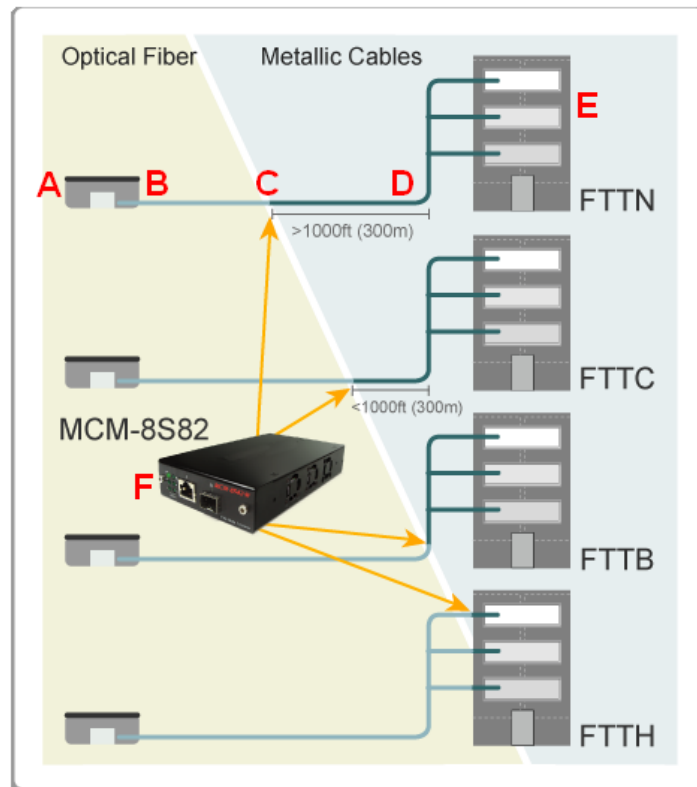 Optical Fiber
Metallic Cables
E
A
B
C
D
FTTN
>1000ft (300m)
FTTC
<1000ft (300m)
MCM-8S82
F
FTTB
FTTH